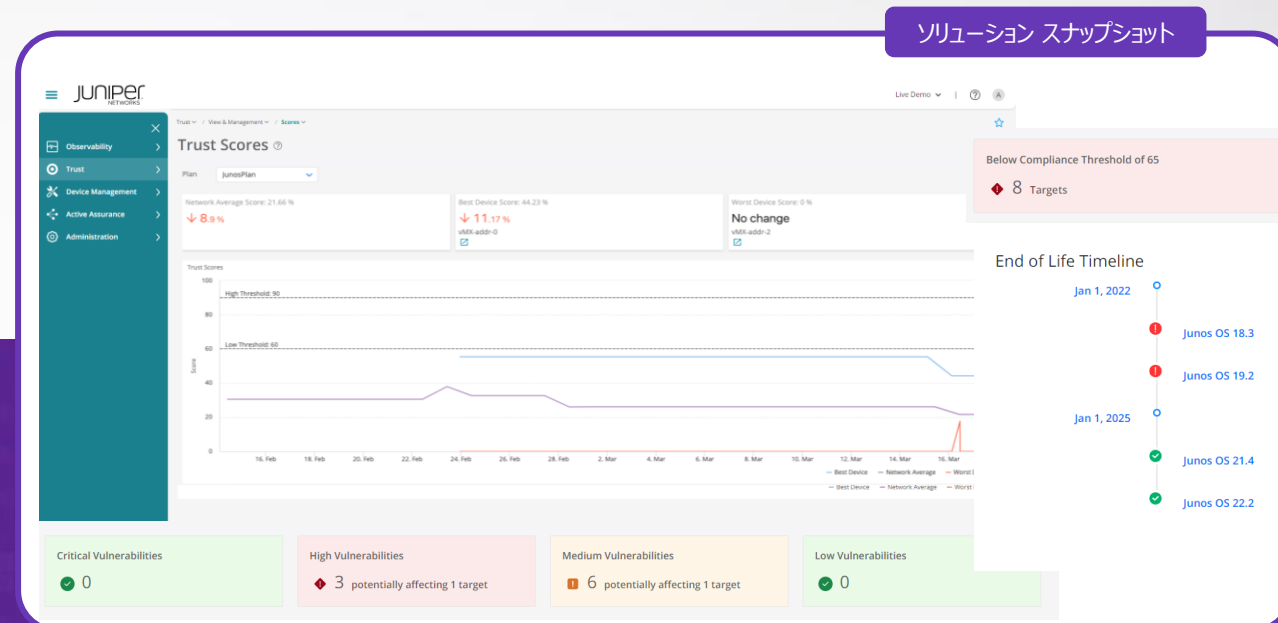 ソリューション スナップショット
JUNIPER
NETWORKS
Live Demo
A
Trust / View & Management / Scores
Observability
Trust
Device Management
Active Assurance
Administration
Trust Scores
Plan JunosPlan
Network Average Score: 21.66 %
8.9 %
Best Device Score: 44.23 %
11.17 %
vMX-addr-0
Worst Device Score: 0 %
No change
vMX-addr-2
Trust Scores
100
High Threshold: 90
80
Low Threshold: 60
60
Score
40
20
0
16. Feb 18. Feb 20. Feb 22. Feb 24. Feb 26. Feb 28. Feb 2. Mar 4. Mar 6. Mar 8. Mar 10. Mar 12. Mar 14. Mar 16. Mar
Best Device Network Average Worst
Best Device Network Average Worst
Below Compliance Threshold of 65
8 Targets
End of Life Timeline
Jan 1, 2022
Junos OS 18.3
Junos OS 19.2
Jan 1, 2025
Junos OS 21.4
Junos OS 22.2
Critical Vulnerabilities
0
High Vulnerabilities
3 potentially affecting 1 target
Medium Vulnerabilities
6 potentially affecting 1 target
Low Vulnerabilities
0